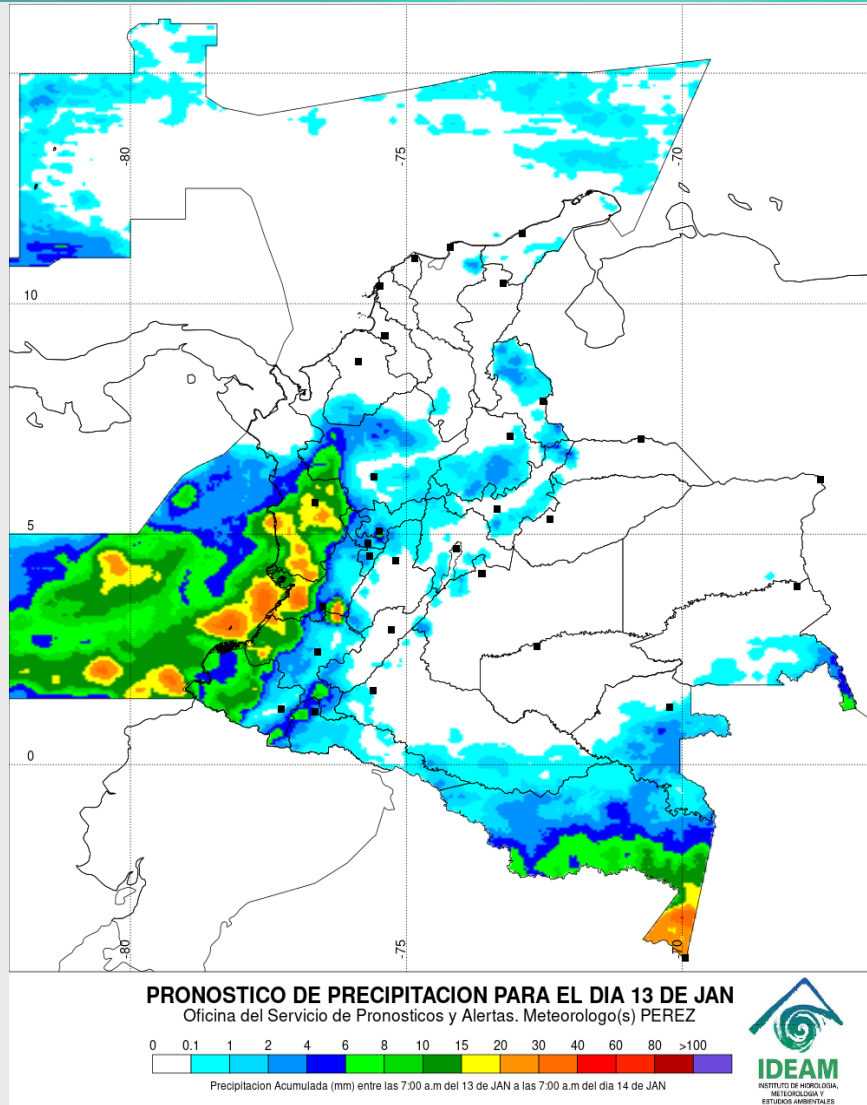 -80
-75
-70
10
5
0
-80
-75
-70
PRONOSTICO DE PRECIPITACION PARA EL DIA 13 DE JAN
Oficina del Servicio de Pronosticos y Alertas. Meteorologo(s) PEREZ
0 0.1 1 2 4 6 8 10 15 20 30 40 60 80 >100
Precipitacion Acumulada (mm) entre las 7:00 a.m del 13 de JAN a las 7:00 a.m del 14 de JAN
IDEAM
INSTITUTO DE HIDROLOGIA,
METEOROLOGIA Y
ESTUDIOS AMBIENTALES